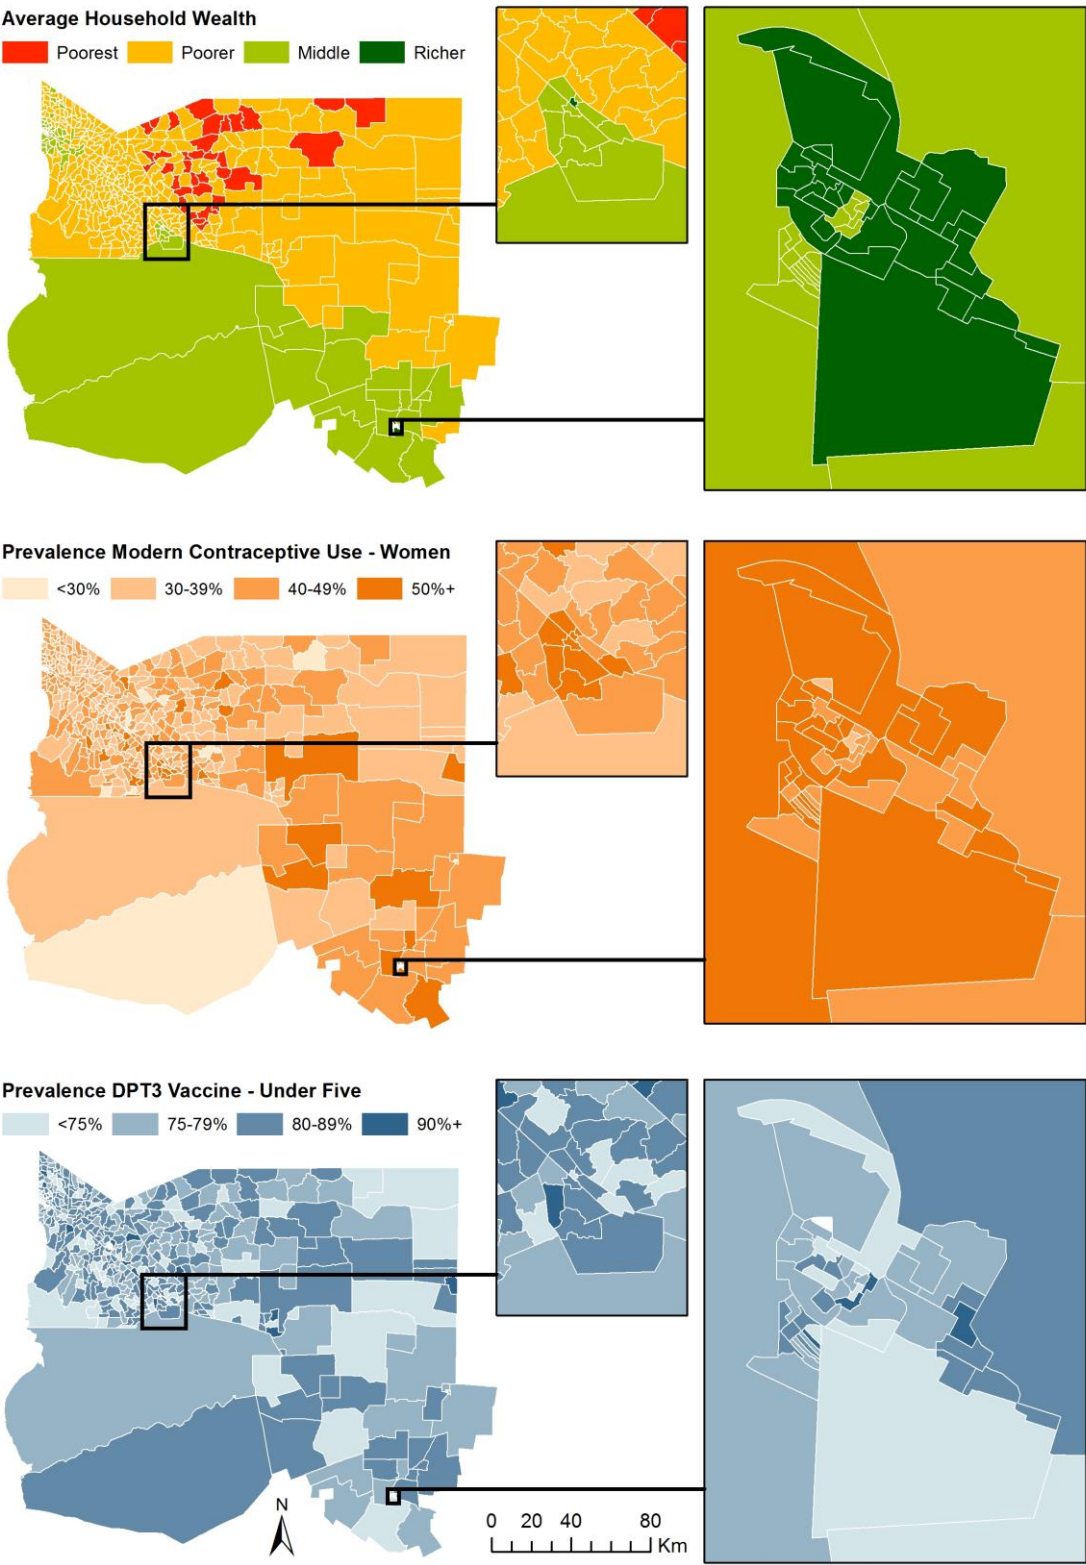 Average Household Wealth
Poorest Poorer Middle Richer
Prevalence Modern Contraceptive Use - Women
<30% 30-39% 40-49% 50%+
Prevalence DPT3 Vaccine - Under Five
<75% 75-79% 80-89% 90%+
N
0 20 40 80
Km